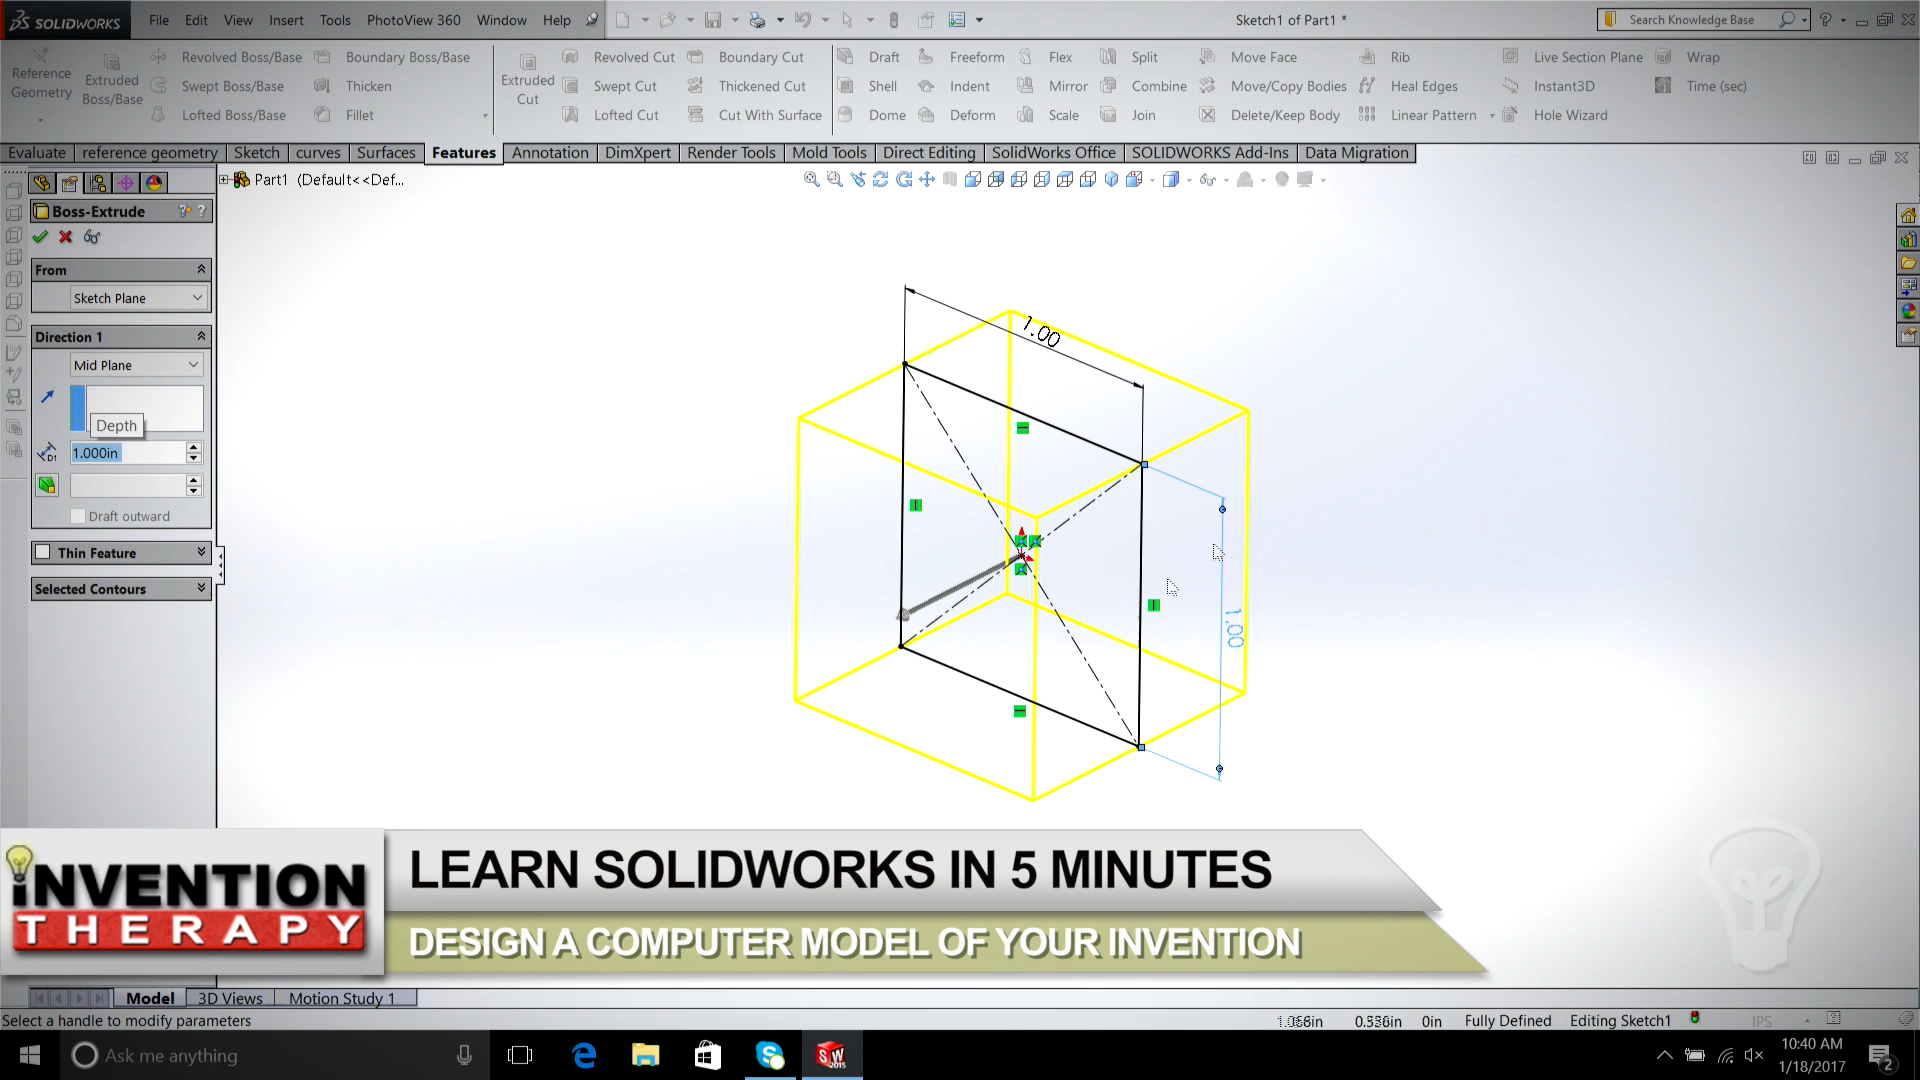 SOLIDWORKS File Edit View Insert Tools PhotoView 360 Window Help Sketch1 of Part1 * Search Knowledge Base ?
Reference Geometry
Extruded Boss/Base
Revolved Boss/Base
Swept Boss/Base
Lofted Boss/Base
Boundary Boss/Base
Thicken
Fillet
Extruded Cut
Revolved Cut
Swept Cut
Lofted Cut
Boundary Cut
Thickened Cut
Cut With Surface
Draft
Shell
Dome
Freeform
Indent
Deform
Flex
Mirror
Scale
Split
Combine
Join
Move Face
Move/Copy Bodies
Delete/Keep Body
Rib
Heal Edges
Linear Pattern
Live Section Plane
Instant3D
Hole Wizard
Wrap
Time (sec)
Evaluate reference geometry Sketch curves Surfaces Features Annotation DimXpert Render Tools Mold Tools Direct Editing SolidWorks Office SOLIDWORKS Add-Ins Data Migration
Part1 (Default<<Def...
Boss-Extrude
From
Sketch Plane
Direction 1
Mid Plane
Depth
D1
1.000in
Draft outward
Thin Feature
Selected Contours
1.00
1.00
INVENTION
THERAPY
LEARN SOLIDWORKS IN 5 MINUTES
DESIGN A COMPUTER MODEL OF YOUR INVENTION
Model 3D Views Motion Study 1
Select a handle to modify parameters
0in Fully Defined Editing Sketch1 IPS
Ask me anything
SW
2015
10:40 AM
1/18/2017
2